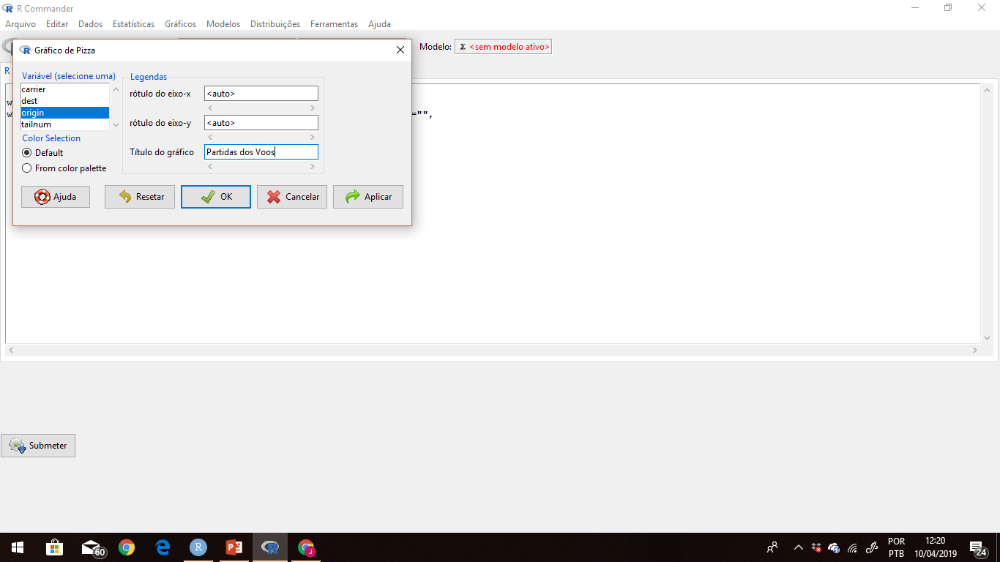 R Commander
Arquivo Editar Dados Estatísticas Gráficos Modelos Distribuições Ferramentas Ajuda
Modelo: Σ <sem modelo ativo>
Gráfico de Pizza
R
Variável (selecione uma)
carrier
dest
origin
tailnum
Color Selection
Default
From color palette
Legendas
rótulo do eixo-x <auto>
rótulo do eixo-y <auto>
Título do gráfico Partidas dos Voos
Ajuda Resetar OK Cancelar Aplicar
w
w
="",
Submeter
60
R
P
J
POR
PTB
12:20
10/04/2019
24